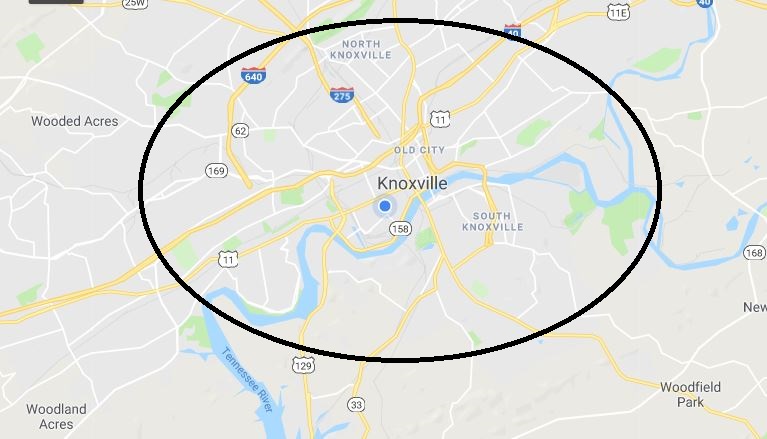 25W
40
11E
40
NORTH
KNOXVILLE
640
275
Wooded Acres
62
11
OLD CITY
169
Knoxville
SOUTH
KNOXVILLE
158
11
168
New
Tennessee River
129
Woodfield
Park
33
Woodland
Acres